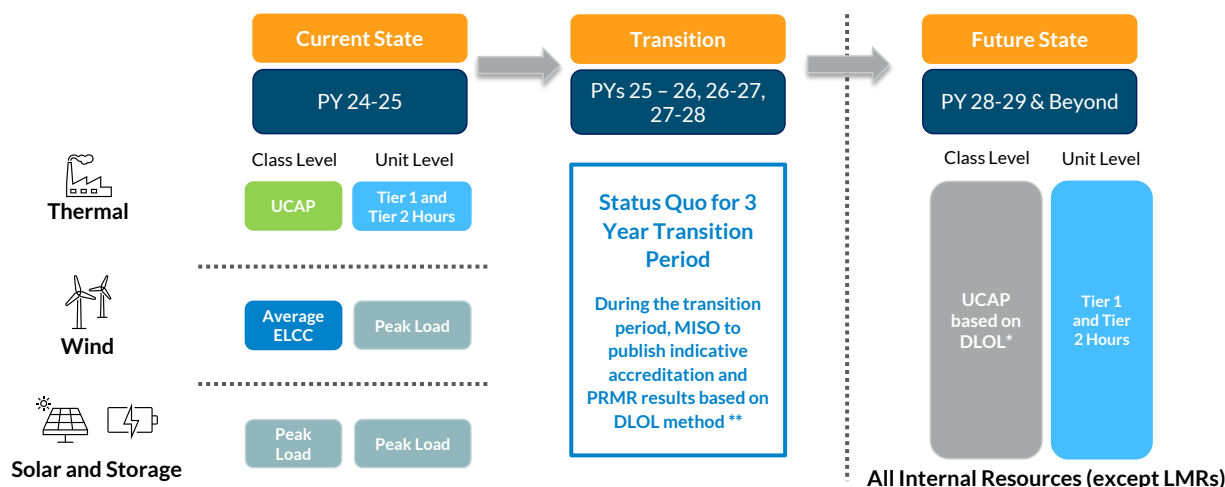 Current State
Transition
Future State
PY 24-25
PYs 25 – 26, 26-27,
27-28
PY 28-29 & Beyond
Class Level
Unit Level
Class Level
Unit Level
Thermal
UCAP
Tier 1 and
Tier 2 Hours
Status Quo for 3
Year Transition
Period
During the transition
period, MISO to
publish indicative
accreditation and
PRMR results based on
DLOL method **
Wind
Average
ELCC
Peak Load
UCAP
based on
DLOL*
Tier 1
and Tier
2 Hours
Solar and Storage
Peak
Load
Peak Load
All Internal Resources (except LMRs)